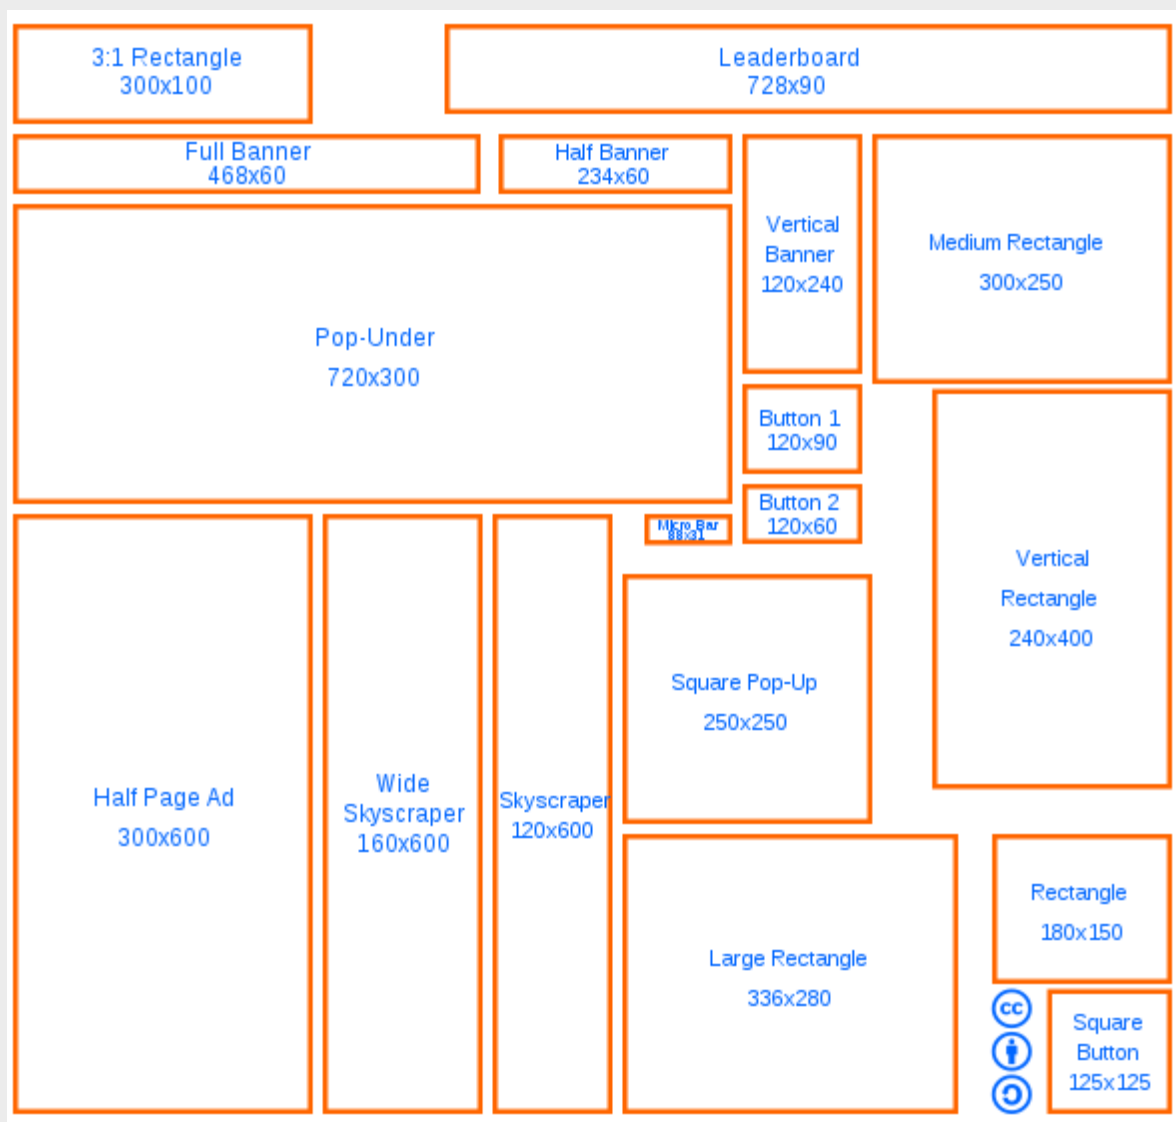 3:1 Rectangle
300x100
Leaderboard
728x90
Full Banner
468x60
Half Banner
234x60
Vertical
Banner
120x240
Medium Rectangle
300x250
Pop-Under
720x300
Button 1
120x90
Button 2
120x60
Micro Bar
88x31
Vertical
Rectangle
240x400
Square Pop-Up
250x250
Half Page Ad
300x600
Wide
Skyscraper
160x600
Skyscraper
120x600
Large Rectangle
336x280
Rectangle
180x150
cc
Square
Button
125x125